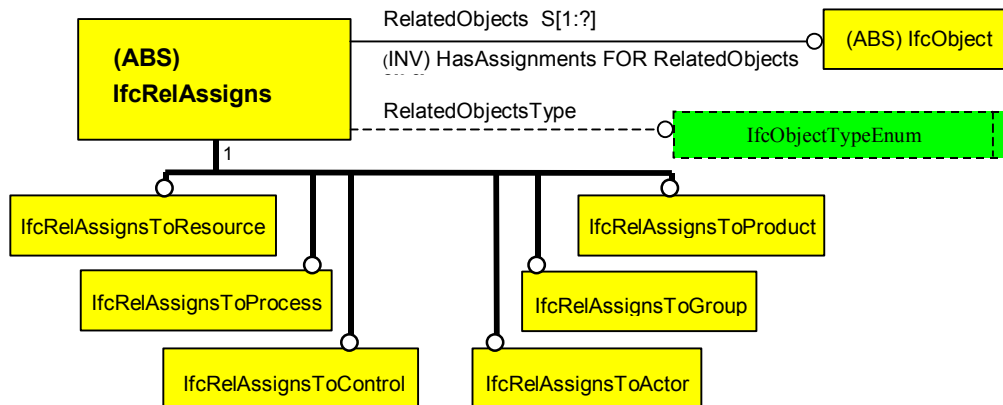 RelatedObjects S[1:?]
(ABS) IfcObject
(ABS)
IfcRelAssigns
(INV) HasAssignments FOR RelatedObjects
RelatedObjectsType
IfcObjectTypeEnum
1
IfcRelAssignsToResource
IfcRelAssignsToProduct
IfcRelAssignsToProcess
IfcRelAssignsToGroup
IfcRelAssignsToControl
IfcRelAssignsToActor